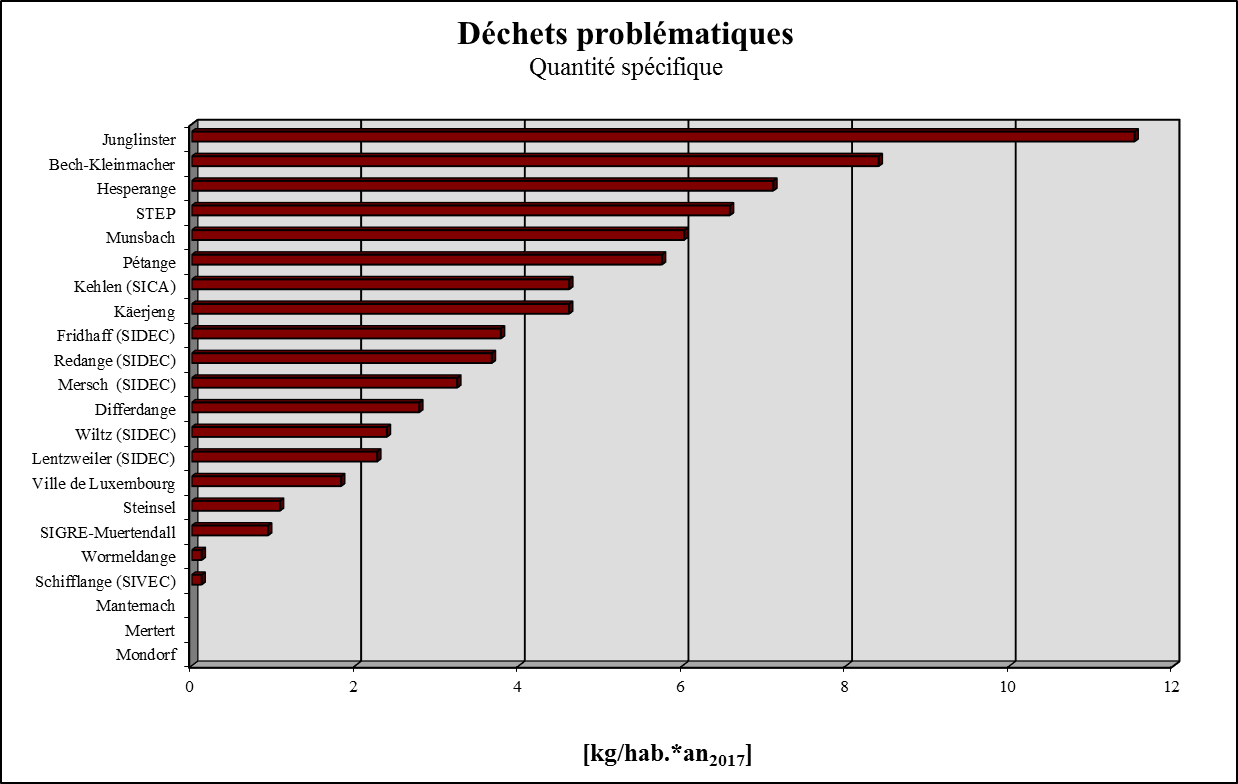 Déchets problématiques
Quantité spécifique
Junglinster
Bech-Kleinmacher
Hesperange
STEP
Munsbach
Pétange
Kehlen (SICA)
Käerjeng
Fridhaff (SIDEC)
Redange (SIDEC)
Mersch  (SIDEC)
Differdange
Wiltz (SIDEC)
Lentzweiler (SIDEC)
Ville de Luxembourg
Steinsel
SIGRE-Muertendall
Wormeldange
Schifflange (SIVEC)
Manternach
Mertert
Mondorf
0 2 4 6 8 10 12
[kg/hab.*an2017]